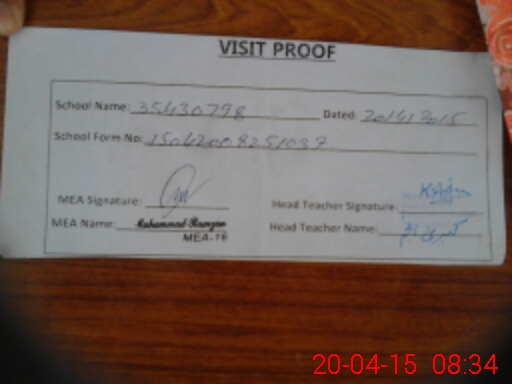 VISIT PROOF
School Name: 35430798 Dated: 20/4/2015
School Form No: 15042008251037
MEA Signature: Head Teacher Signature:
MEA Name: Muhammad Ramzan Head Teacher Name:
MEA-16
20-04-15 08:34